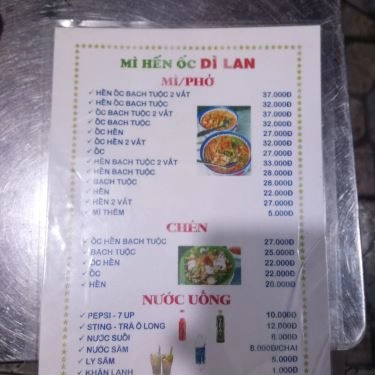 MÌ HẾN ỐC DÌ LAN
MÌ/PHỞ
✓ HẾN ỐC BẠCH TUỘC 2 VẮT 37.000Đ
✓ HẾN ỐC BẠCH TUỘC 32.000Đ
✓ ỐC BẠCH TUỘC 2 VẮT 37.000Đ
✓ ỐC BẠCH TUỘC 32.000Đ
✓ ỐC HẾN 27.000Đ
✓ ỐC HẾN 2 VẮT 32.000Đ
✓ ỐC 27.000Đ
✓ HẾN BẠCH TUỘC 2 VẮT 33.000Đ
✓ HẾN BẠCH TUỘC 28.000Đ
✓ BẠCH TUỘC 28.000Đ
✓ HẾN 22.000Đ
✓ HẾN 2 VẮT 27.000Đ
✓ MÌ THÊM 5.000Đ
CHÉN
✓ ỐC HẾN BẠCH TUỘC 27.000Đ
✓ BẠCH TUỘC 25.000Đ
✓ ỐC HẾN 22.000Đ
✓ ỐC 22.000Đ
✓ HẾN 20.000Đ
NƯỚC UỐNG
✓ PEPSI - 7 UP 10.000Đ
✓ STING - TRÀ Ô LONG 12.000Đ
✓ NƯỚC SUỐI 6.000Đ
✓ NƯỚC SÂM 8.000Đ/CHAI
✓ LY SÂM 5.000Đ
✓ KHĂN LẠNH 1.000Đ